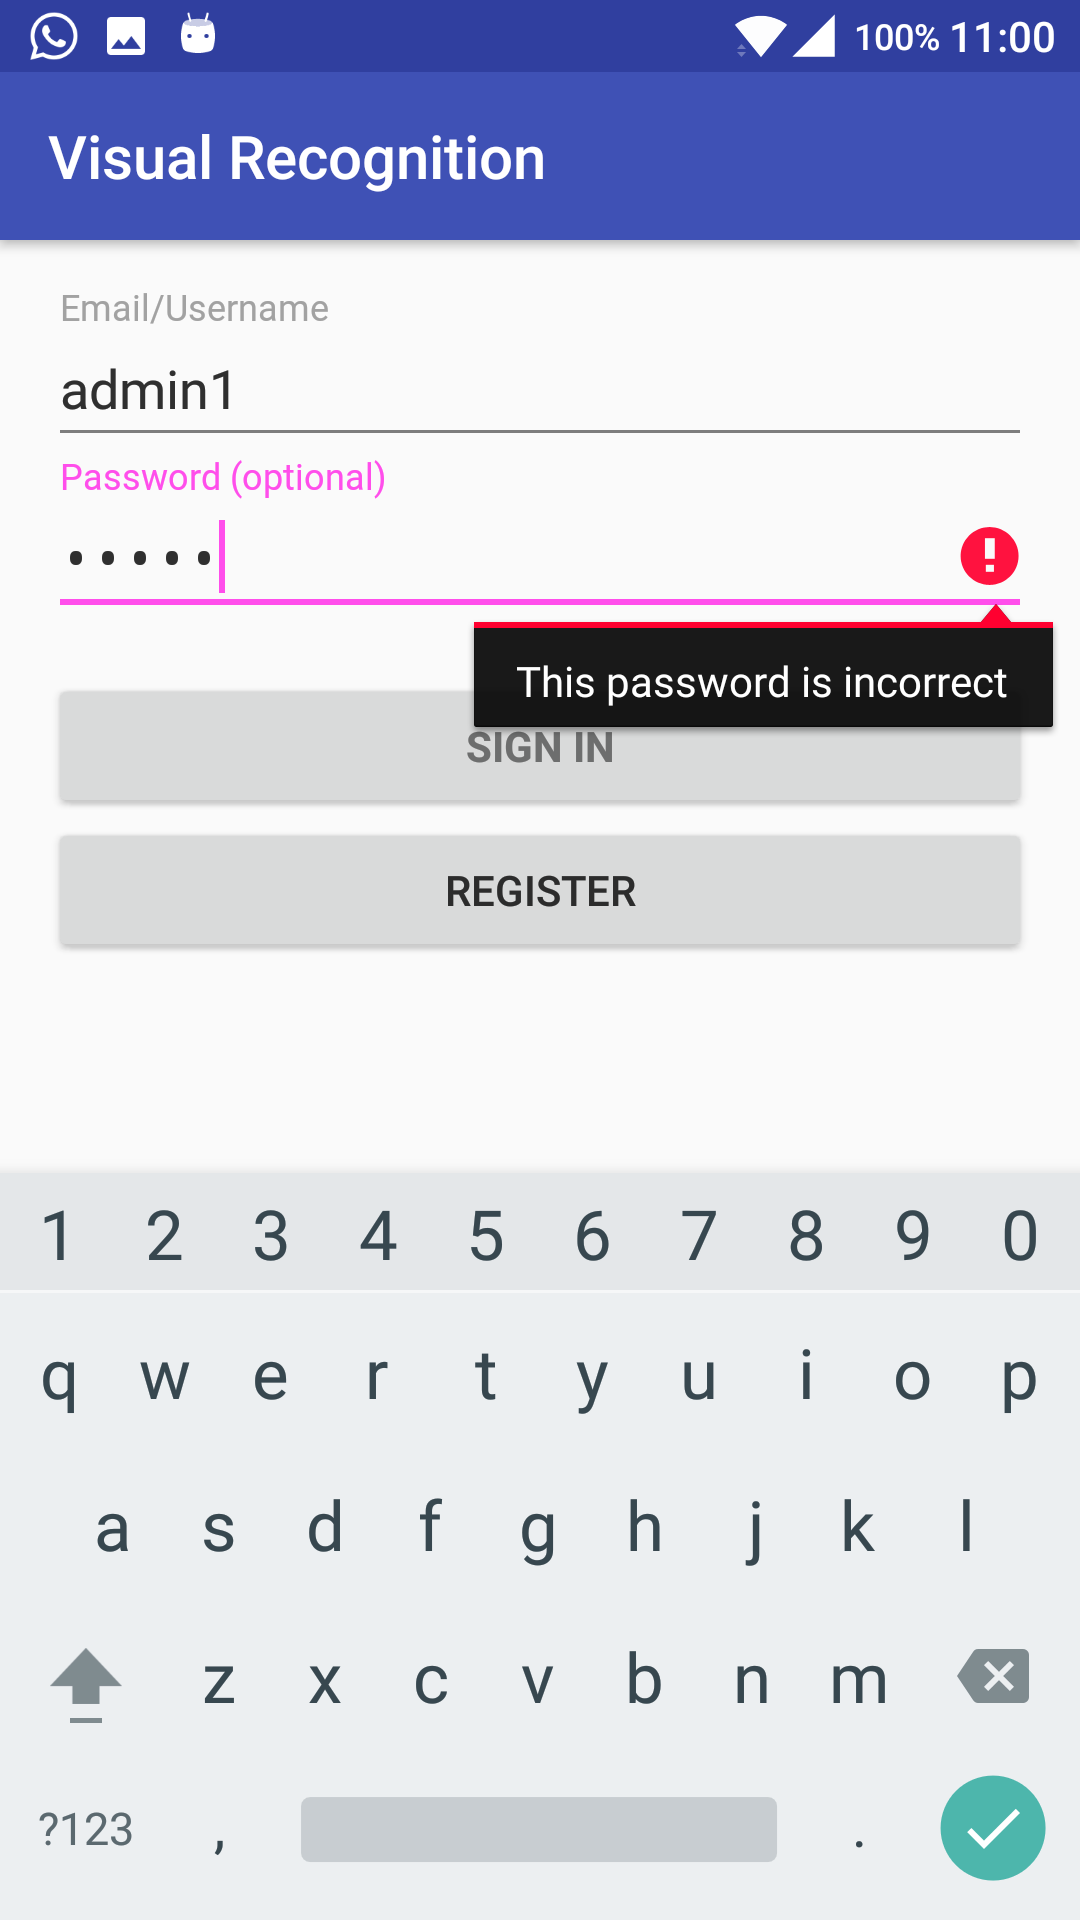 100% 11:00
Visual Recognition
Email/Username
admin1
Password (optional)
•••••
This password is incorrect
SIGN IN
REGISTER
1 2 3 4 5 6 7 8 9 0
q w e r t y u i o p
a s d f g h j k l
z x c v b n m
?123 , .